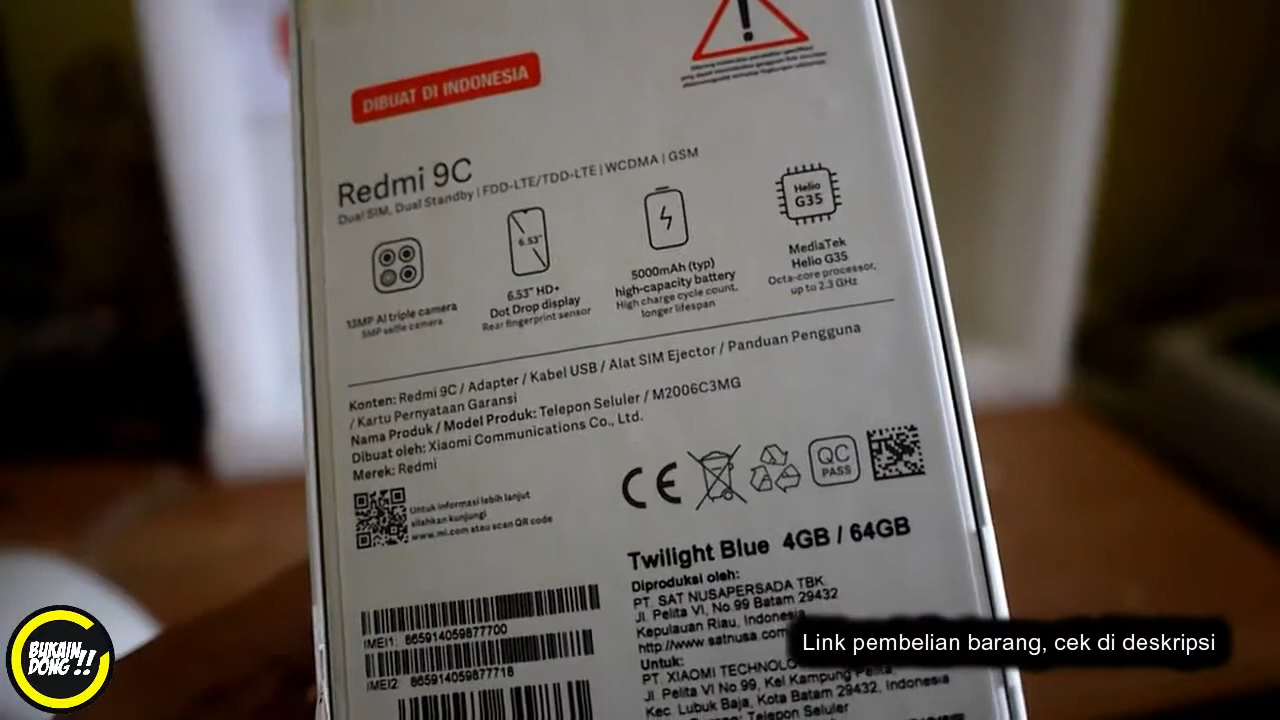 DIBUAT DI INDONESIA
Redmi 9C
Dual SIM, Dual Standby | FDD-LTE/TDD-LTE | WCDMA | GSM
13MP AI triple camera
5MP selfie camera
6.53"
6.53" HD+
Dot Drop display
Rear fingerprint sensor
5000mAh (typ)
high-capacity battery
High charge cycle count,
longer lifespan
Helio
G35
MediaTek
Helio G35
Octa-core processor,
up to 2.3 GHz
Konten: Redmi 9C / Adapter / Kabel USB / Alat SIM Ejector / Panduan Pengguna
/ Kartu Pernyataan Garansi
Nama Produk / Model Produk: Telepon Seluler / M2006C3MG
Dibuat oleh: Xiaomi Communications Co., Ltd.
Merek: Redmi
Untuk informasi lebih lanjut
silahkan kunjungi
www.mi.com atau scan QR code
CE
QC
PASS
IMEI1: 865914059877700
IMEI2: 865914059877718
Twilight Blue 4GB / 64GB
Diproduksi oleh:
PT. SAT NUSAPERSADA TBK.
Jl. Pelita VI, No.99 Batam 29432
Kepulauan Riau, Indonesia
http://www.satnusa.com
Untuk:
PT. XIAOMI
Jl. Pelita VI No.99, Kel Kampung Pelita,
Kec. Lubuk Baja, Kota Batam 29432, Indonesia
Telepon Seluler
Link pembelian barang, cek di deskripsi
BUKAIN
DONG !!